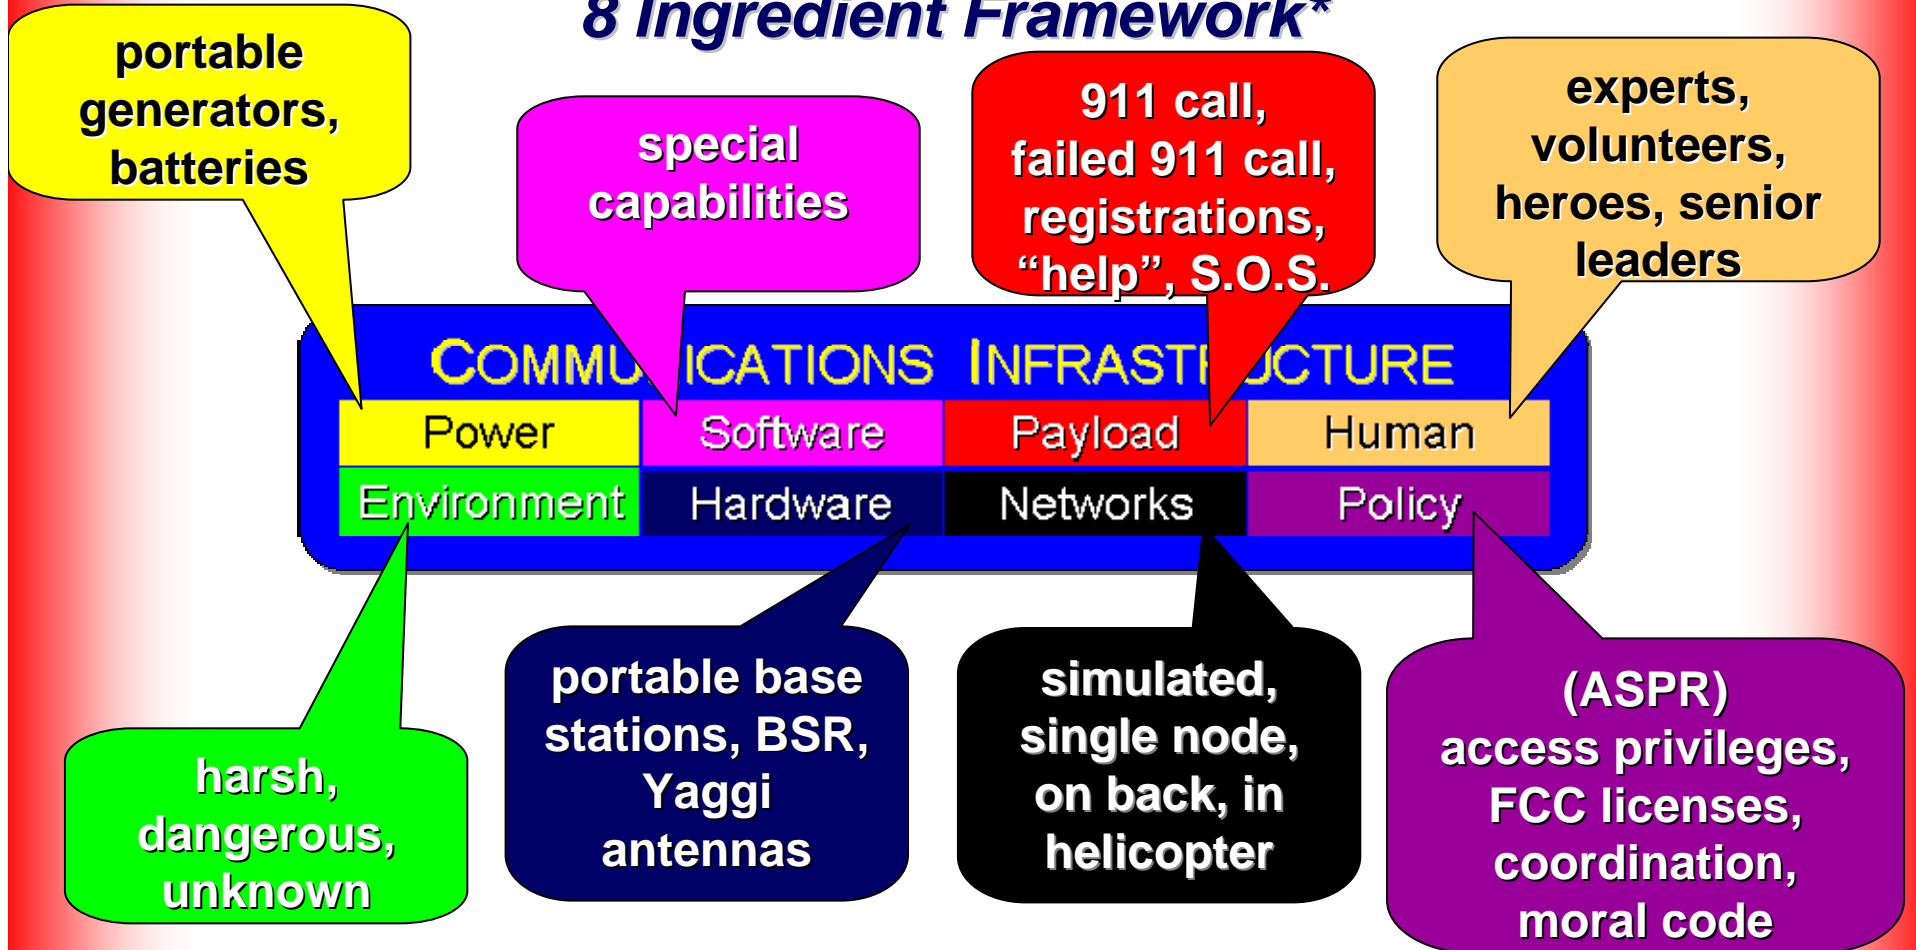 8 Ingredient Framework*
portable
generators,
batteries
special
capabilities
911 call,
failed 911 call,
registrations,
“help”, S.O.S.
experts,
volunteers,
heroes, senior
leaders
COMMUNICATIONS INFRASTRUCTURE
Power
Software
Payload
Human
Environment
Hardware
Networks
Policy
harsh,
dangerous,
unknown
portable base
stations, BSR,
Yaggi
antennas
simulated,
single node,
on back, in
helicopter
(ASPR)
access privileges,
FCC licenses,
coordination,
moral code